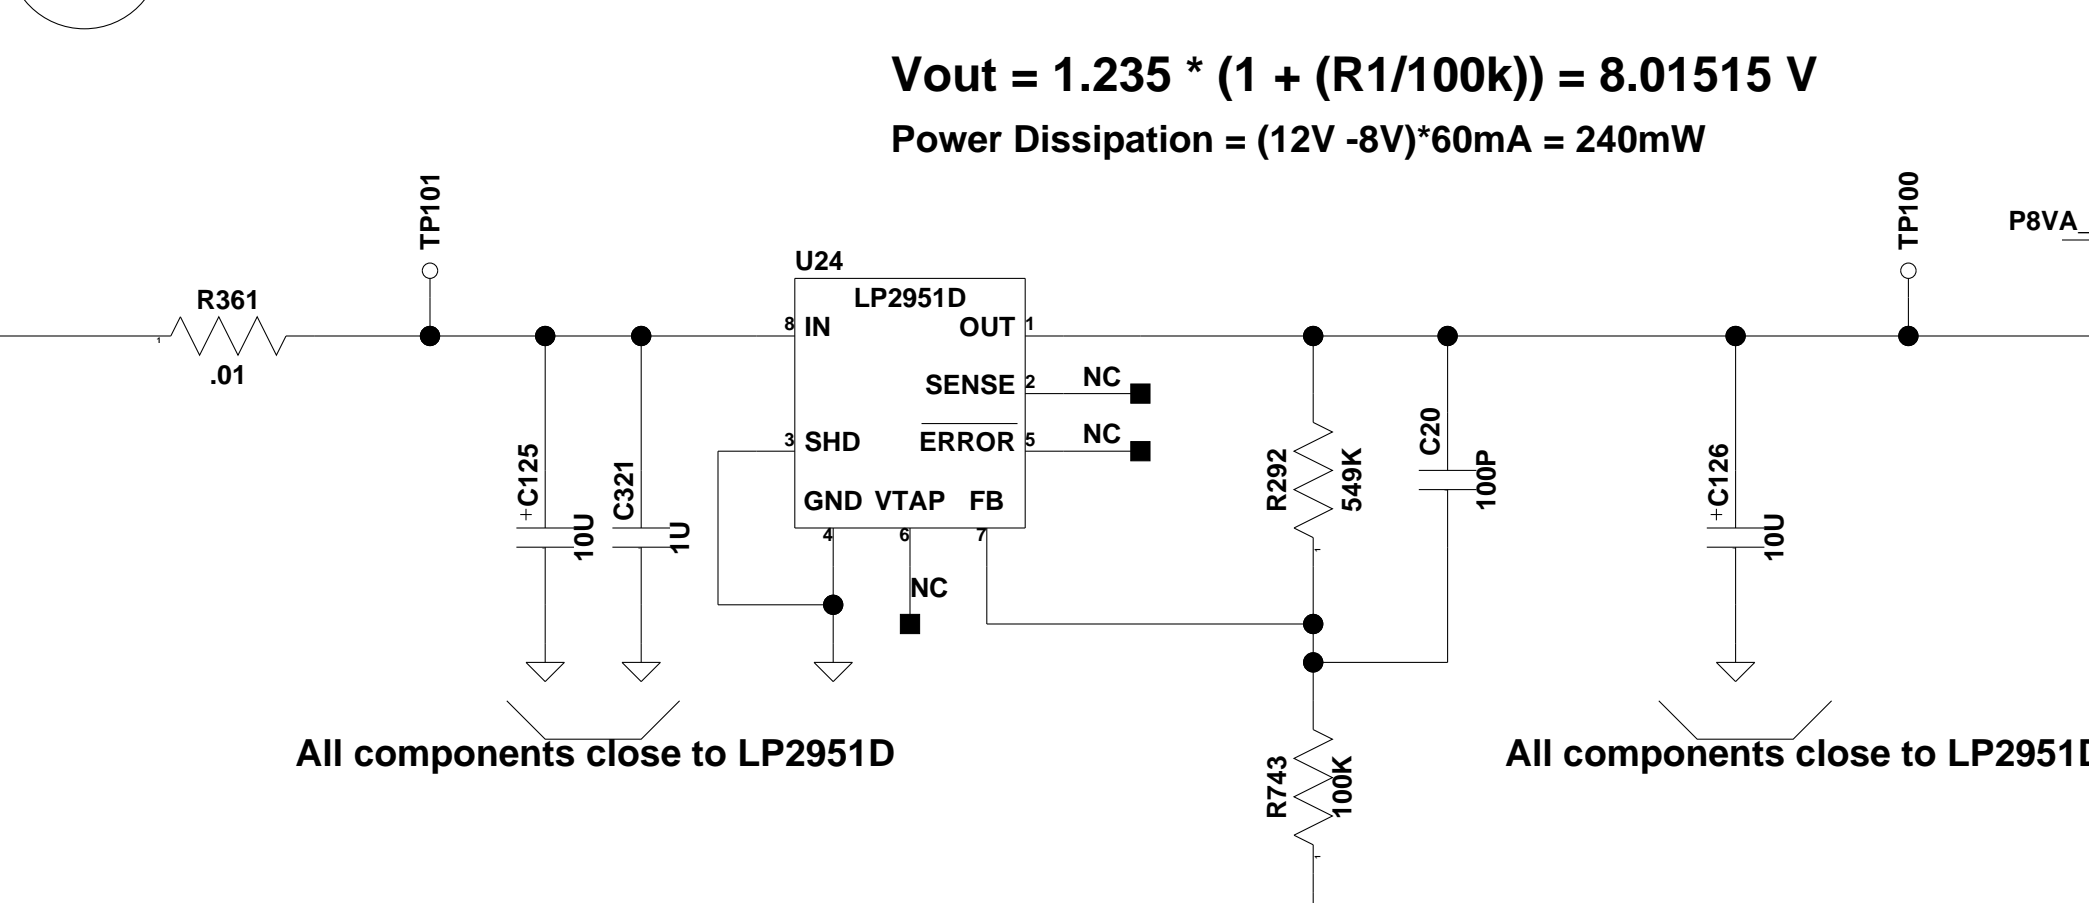 Vout = 1.235 * (1 + (R1/100k)) = 8.01515 V
Power Dissipation = (12V -8V)*60mA = 240mW
TP101
TP100
P8VA_
U24
LP2951D
R361
.01
1
8 IN
OUT 1
SENSE 2
NC
3 SHD
ERROR 5
NC
GND VTAP FB
4
6
7
NC
+C125
10U
C321
1U
R292
549K
1
C20
100P
+C126
10U
All components close to LP2951D
All components close to LP2951D
R743
100K
1